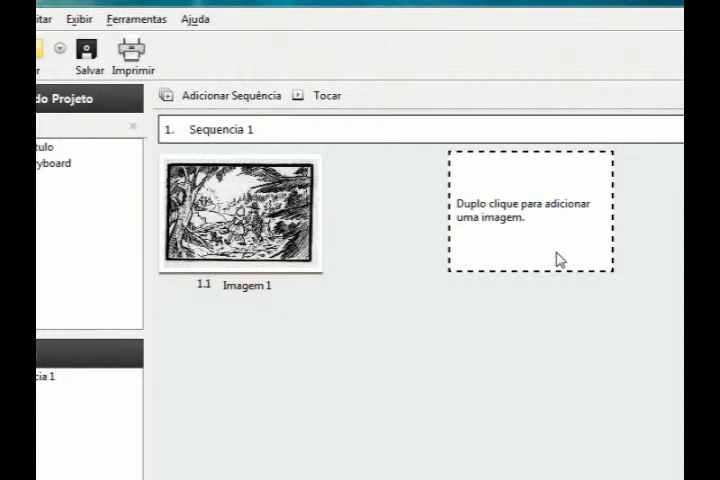 itar Exibir Ferramentas Ajuda
r Salvar Imprimir
do Projeto
Adicionar Sequência Tocar
1. Sequencia 1
tulo
ryboard
Duplo clique para adicionar
uma imagem.
1.1 Imagem 1
cia 1